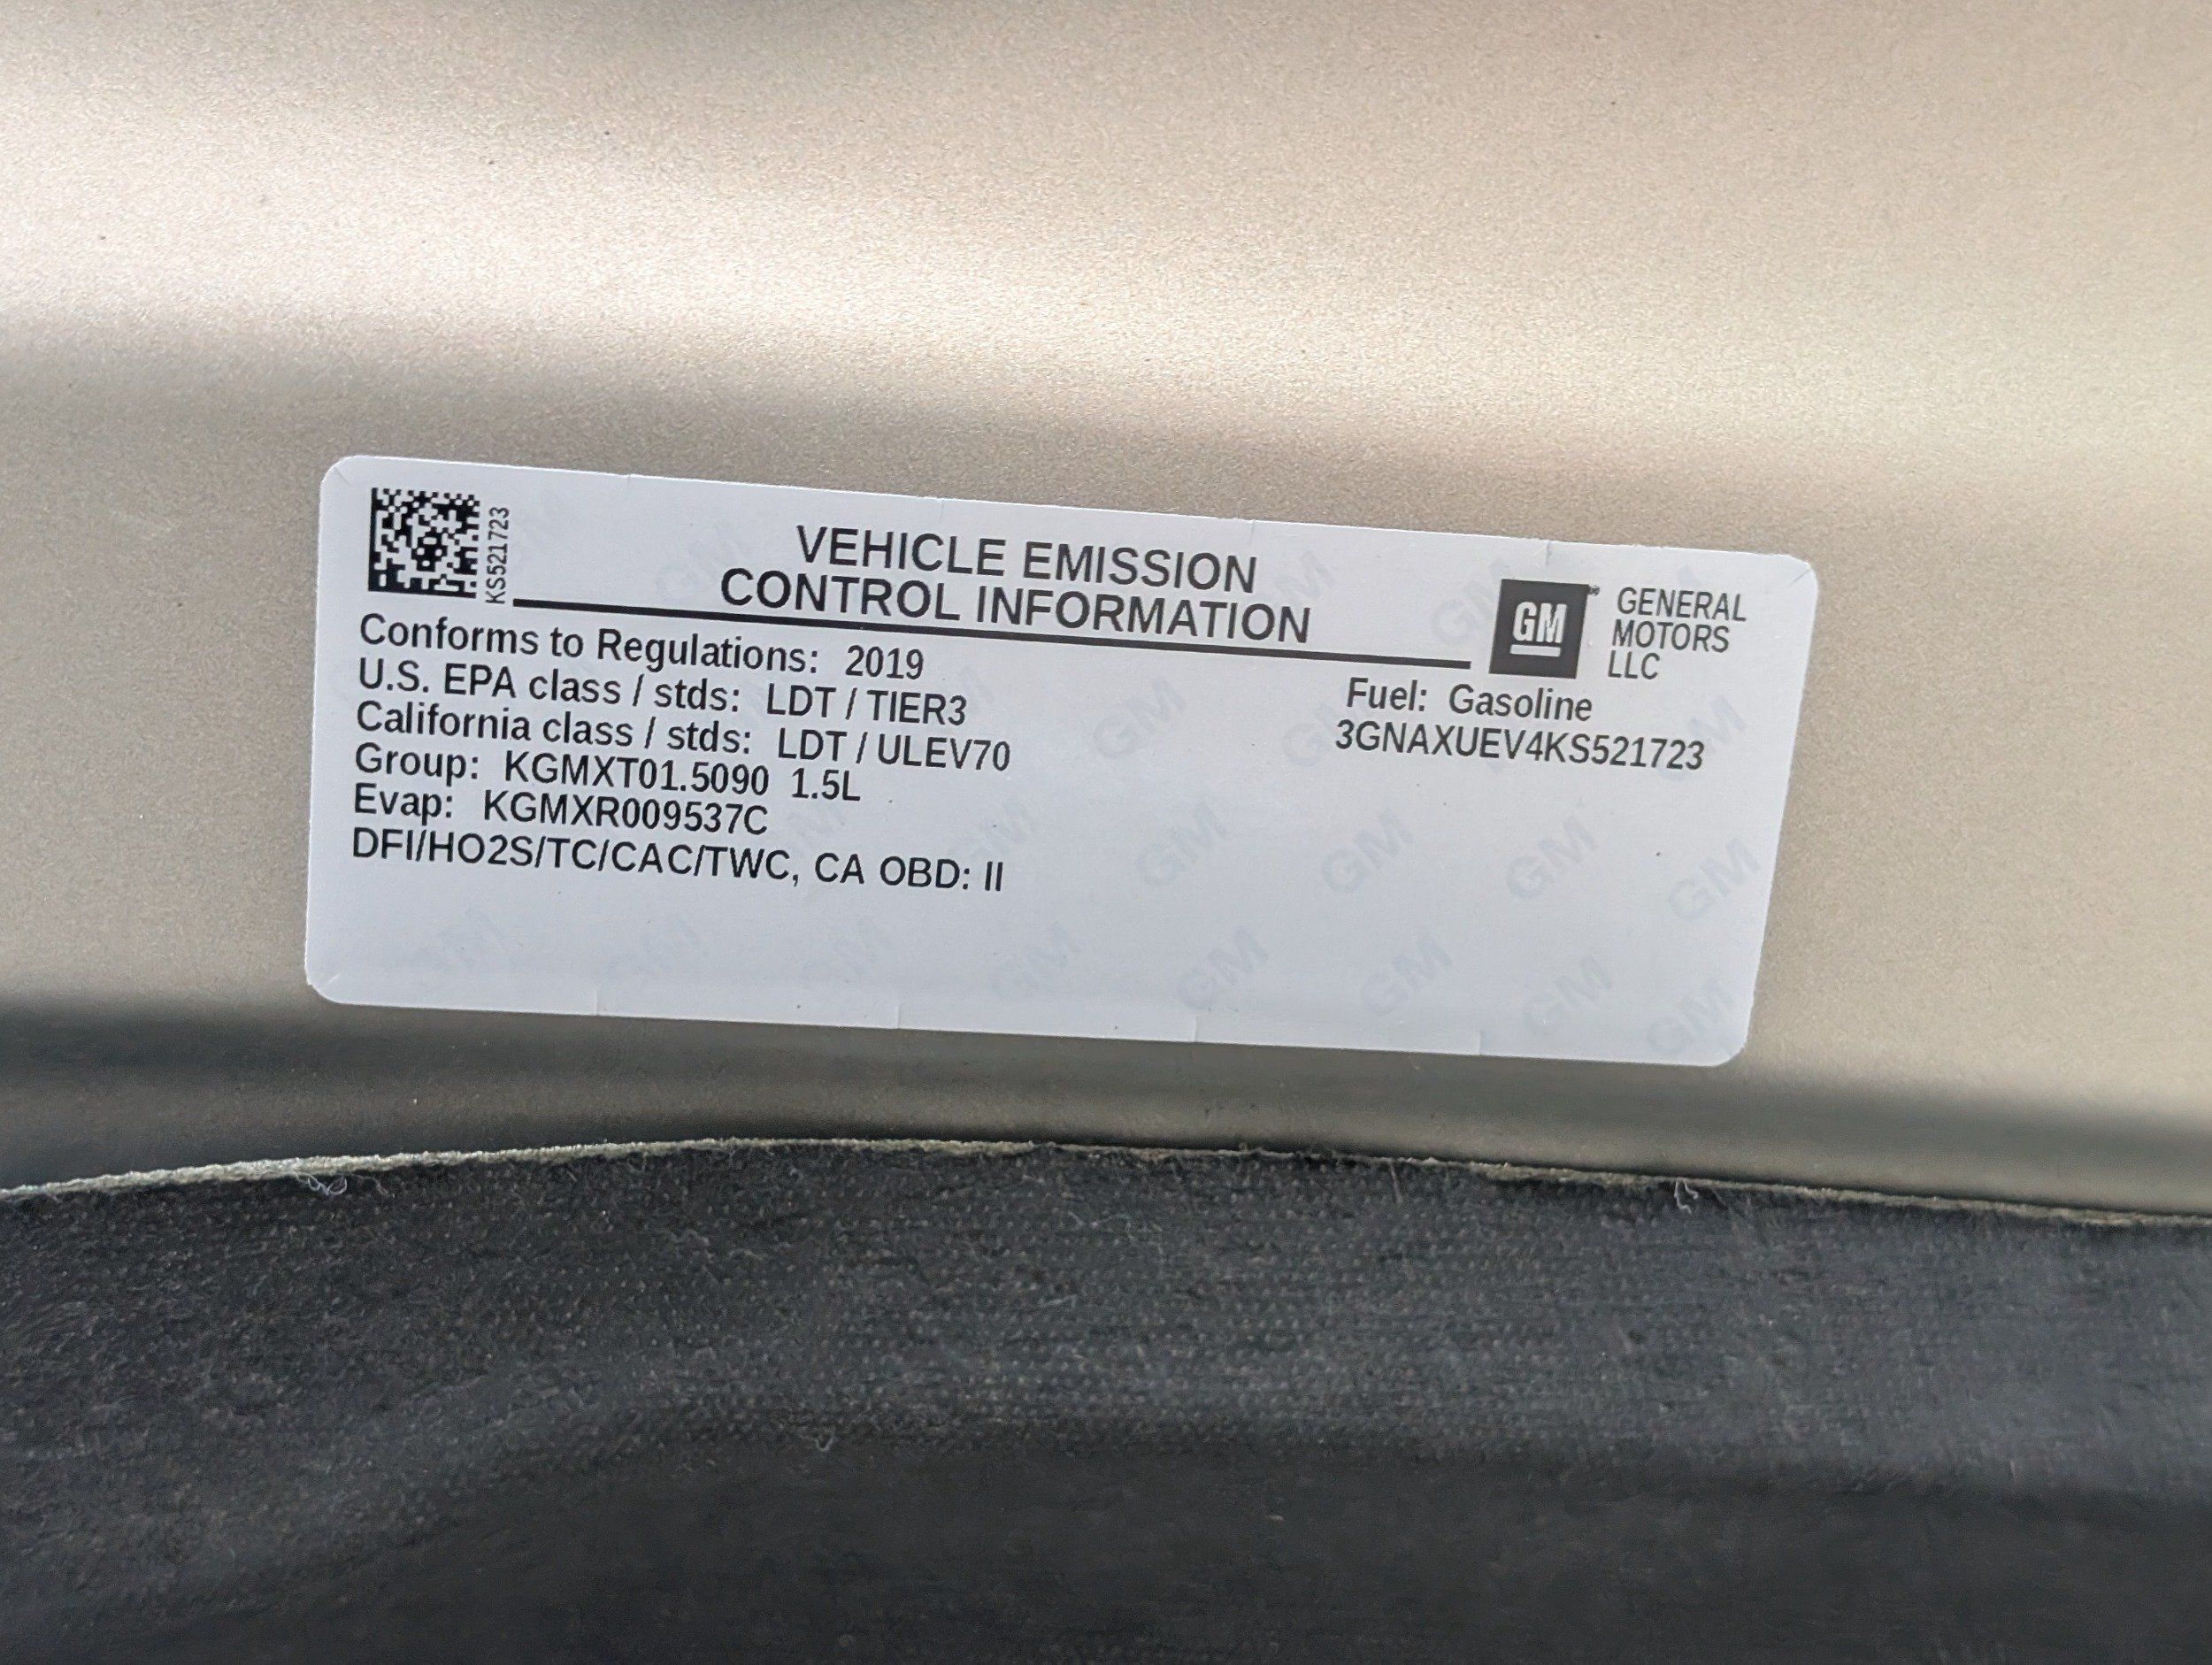 KS521723
VEHICLE EMISSION
CONTROL INFORMATION
GM
GENERAL
MOTORS
LLC
Conforms to Regulations: 2019
U.S. EPA class / stds: LDT / TIER3
California class / stds: LDT / ULEV70
Group: KGMXT01.5090 1.5L
Evap: KGMXR009537C
DFI/HO2S/TC/CAC/TWC, CA OBD: II
Fuel: Gasoline
3GNAXUEV4KS521723